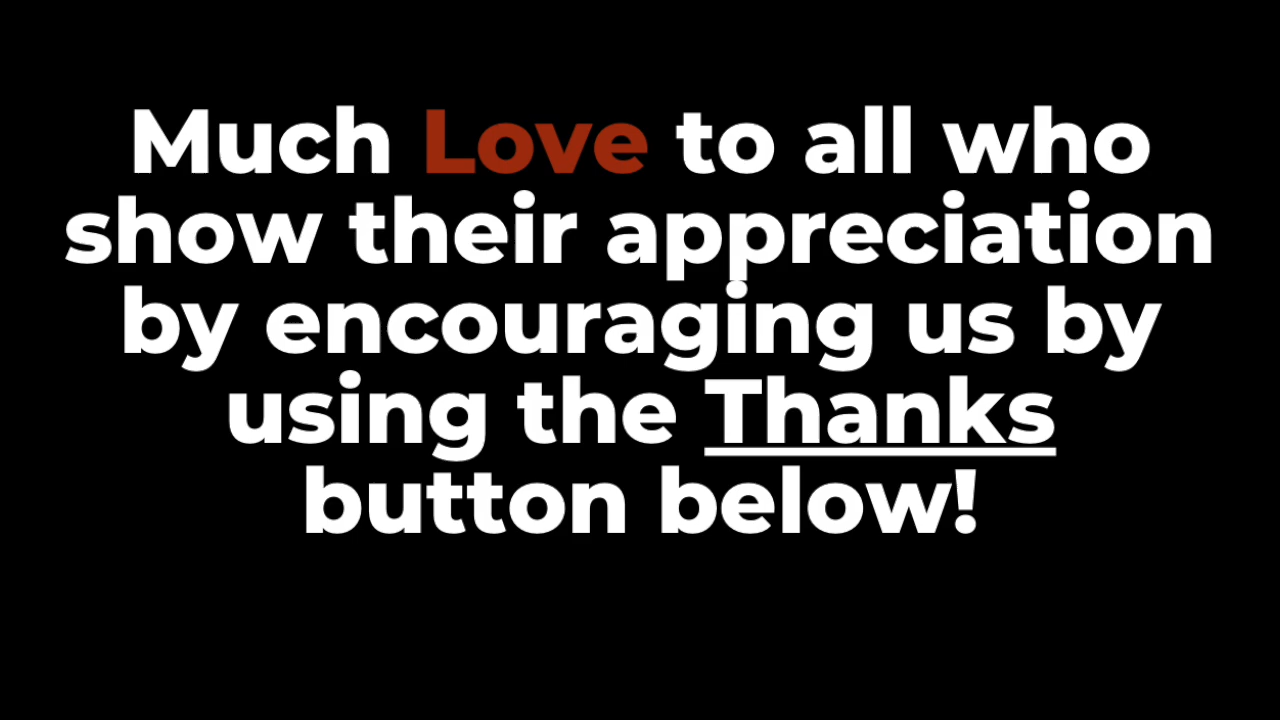 Much Love to all who
show their appreciation
by encouraging us by
using the Thanks
button below!